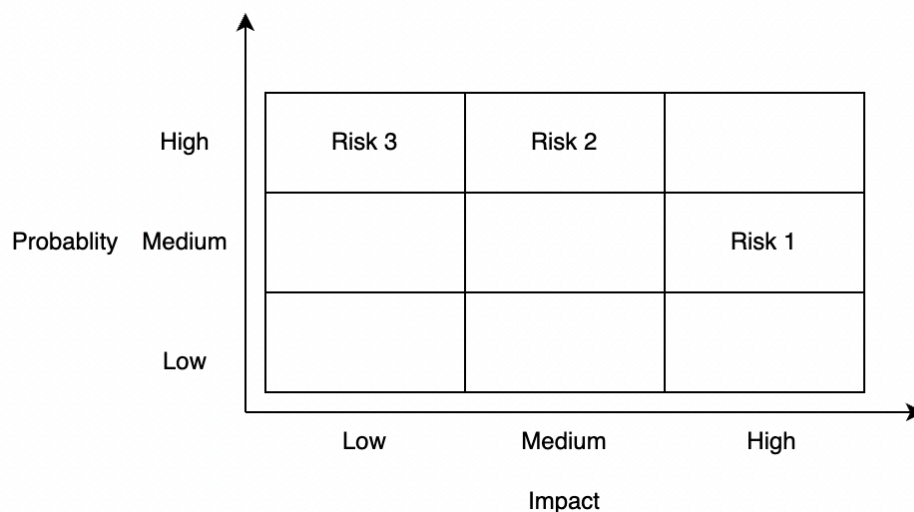 High
Risk 3
Risk 2
Probablity
Medium
Risk 1
Low
Low
Medium
High
Impact